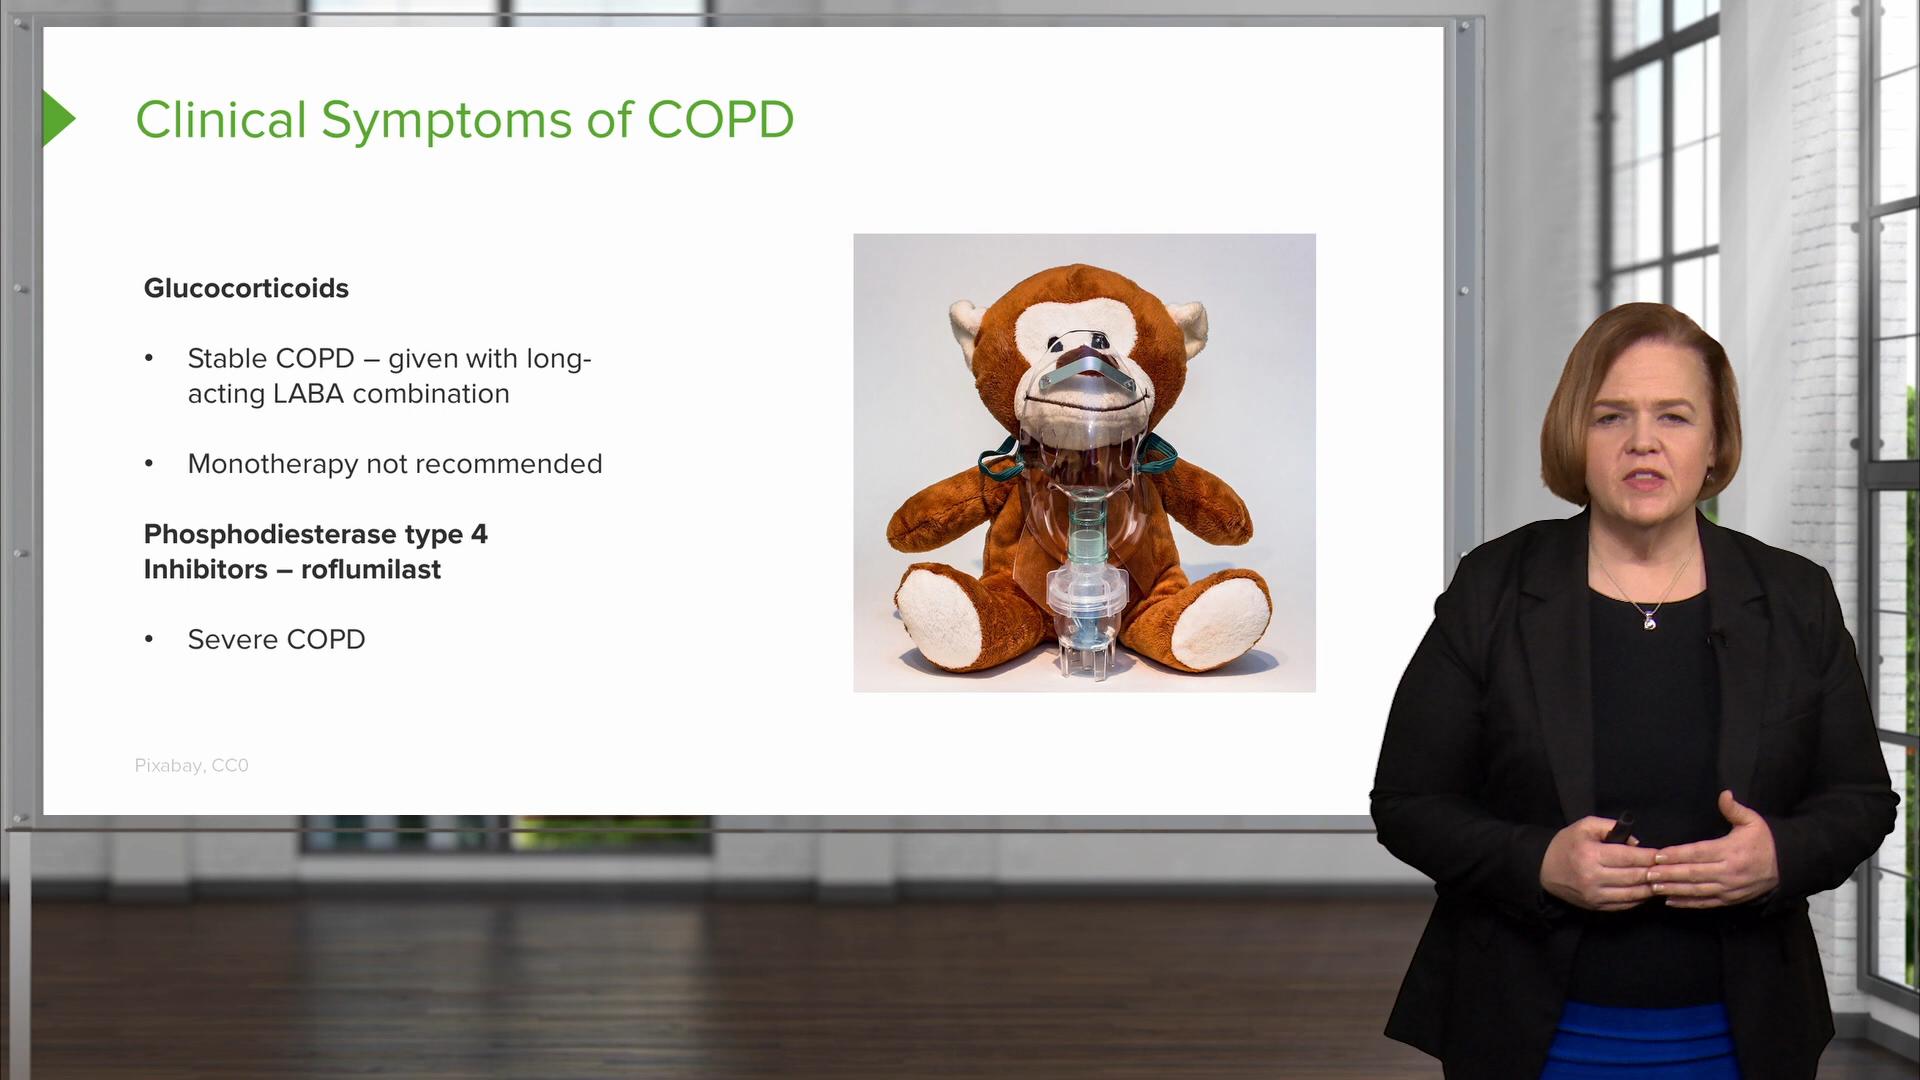 Clinical Symptoms of COPD
Glucocorticoids
• Stable COPD – given with long-
acting LABA combination
• Monotherapy not recommended
Phosphodiesterase type 4
Inhibitors – roflumilast
• Severe COPD
Pixabay, CC0